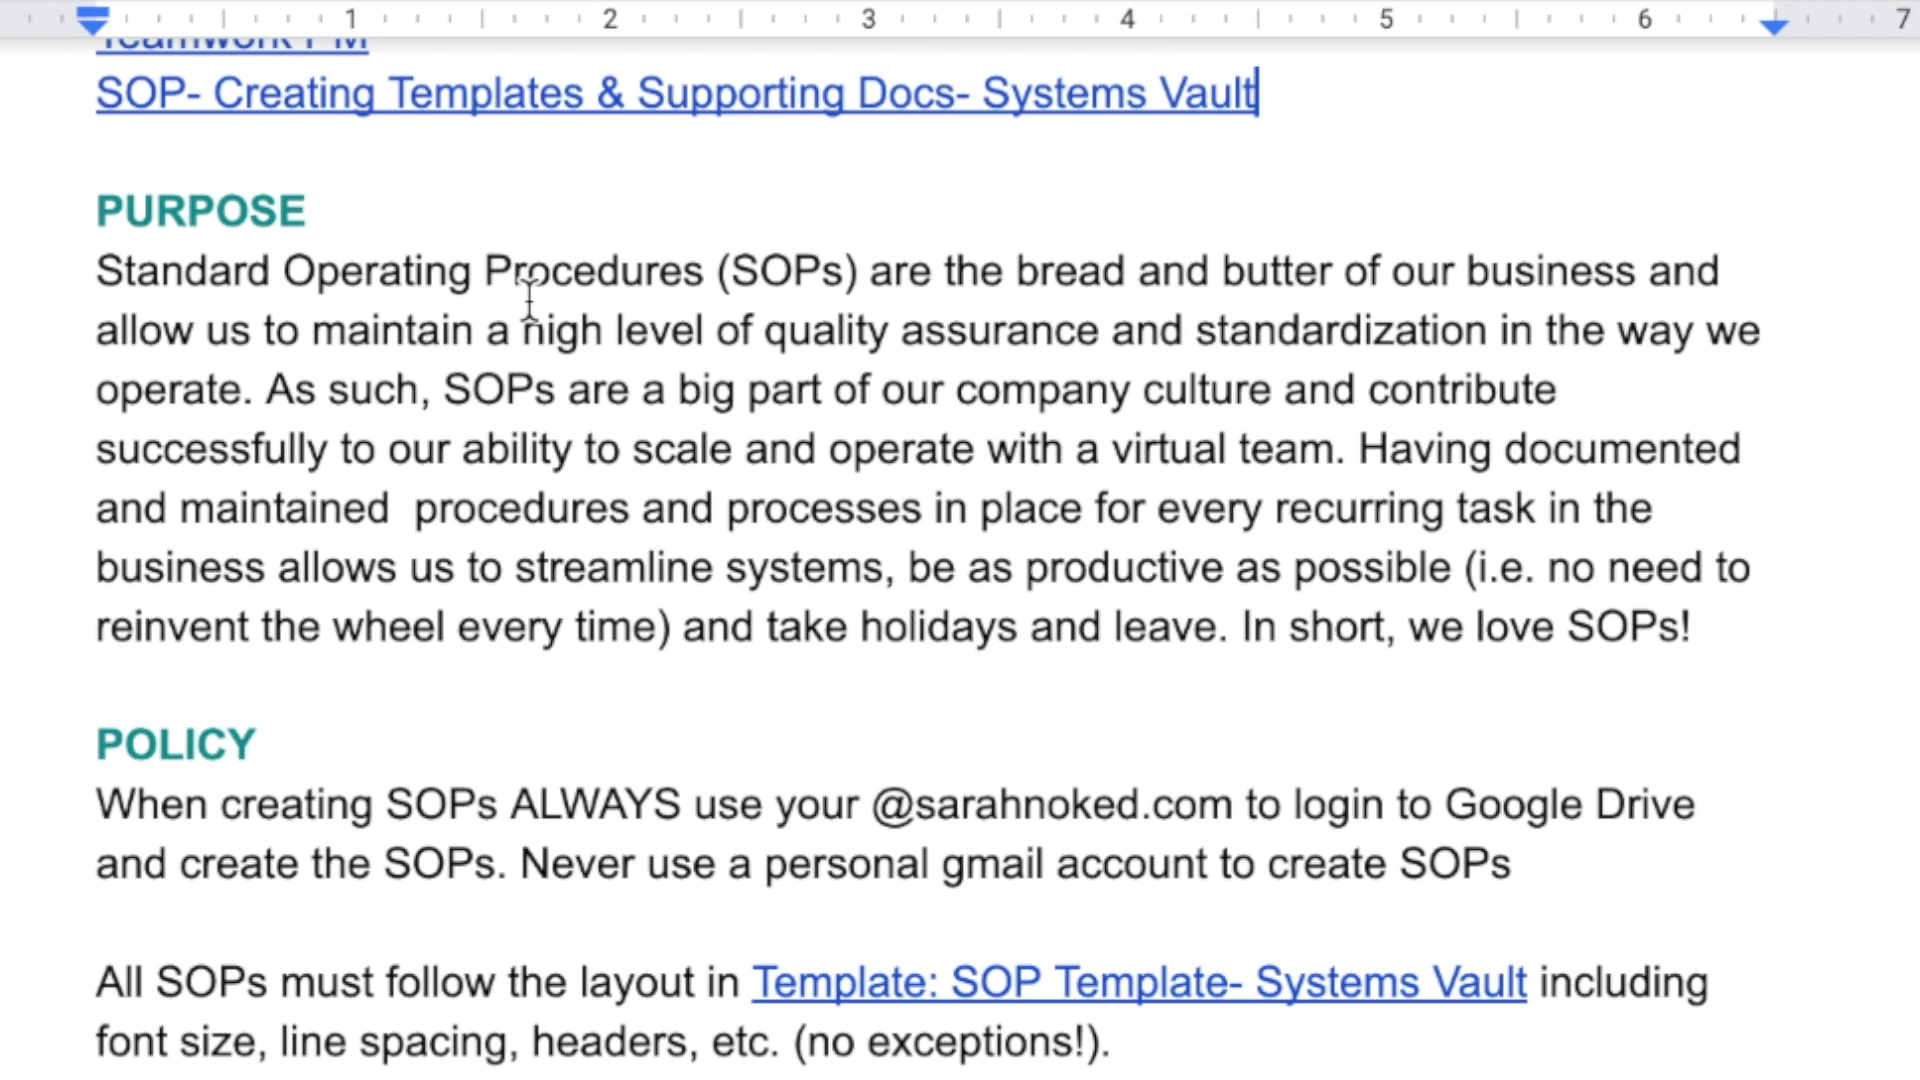 1 2 3 4 5 6 7
Teamwork PM
SOP- Creating Templates & Supporting Docs- Systems Vault
PURPOSE
Standard Operating Procedures (SOPs) are the bread and butter of our business and
allow us to maintain a high level of quality assurance and standardization in the way we
operate. As such, SOPs are a big part of our company culture and contribute
successfully to our ability to scale and operate with a virtual team. Having documented
and maintained  procedures and processes in place for every recurring task in the
business allows us to streamline systems, be as productive as possible (i.e. no need to
reinvent the wheel every time) and take holidays and leave. In short, we love SOPs!
POLICY
When creating SOPs ALWAYS use your @sarahnoked.com to login to Google Drive
and create the SOPs. Never use a personal gmail account to create SOPs
All SOPs must follow the layout in Template: SOP Template- Systems Vault including
font size, line spacing, headers, etc. (no exceptions!).